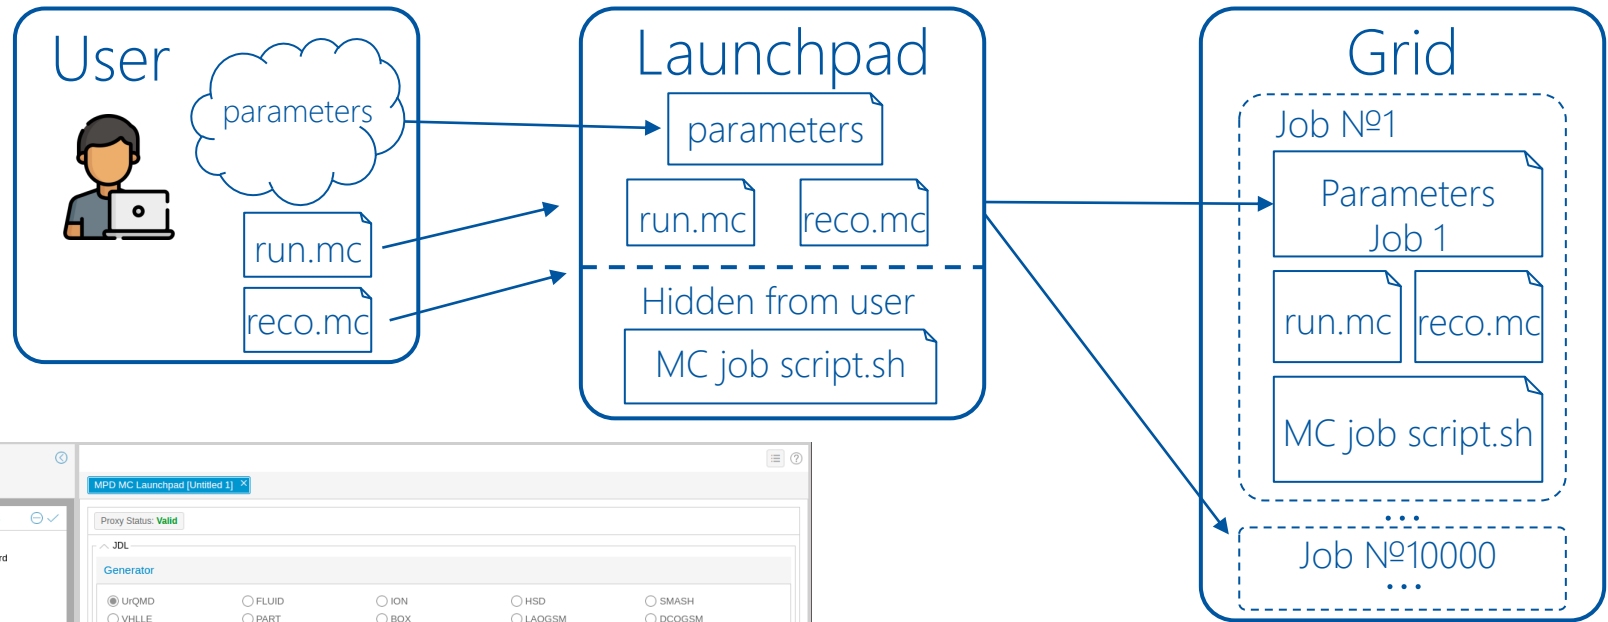 User
parameters
run.mc
reco.mc
Launchpad
parameters
run.mc
reco.mc
Hidden from user
MC job script.sh
Grid
Job №1
Parameters
Job 1
run.mc
reco.mc
MC job script.sh
...
Job №10000
...
MPD MC Launchpad [Untitled 1]
Proxy Status: Valid
rd
JDL
Generator
UrQMD FLUID ION HSD SMASH
VHLLE PART BOX LAQGSM DCQGSM